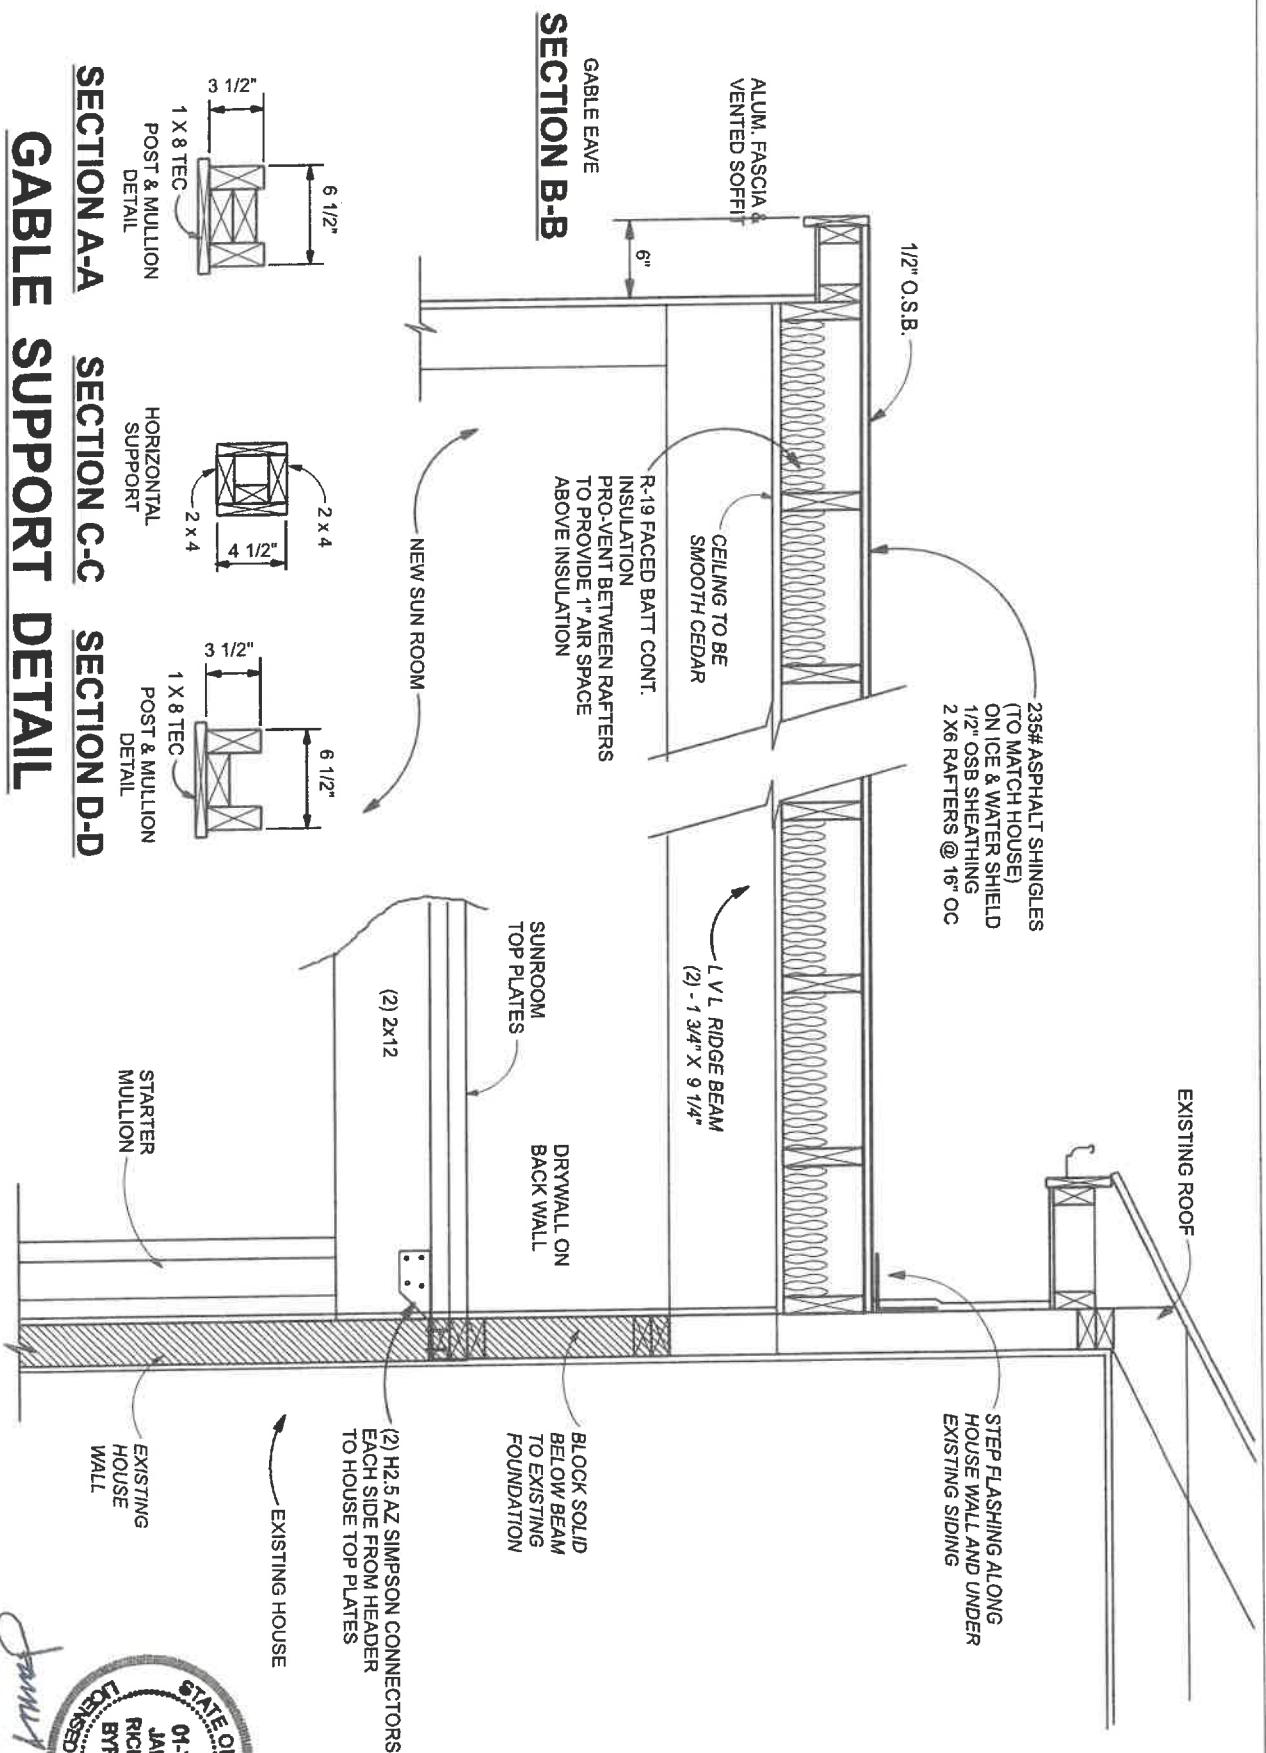 EXISTING ROOF
235# ASPHALT SHINGLES
(TO MATCH HOUSE)
ON ICE & WATER SHIELD
1/2" OSB SHEATHING
2 X6 RAFTERS @ 16" OC
1/2" O.S.B.
ALUM. FASCIA &
VENTED SOFFIT
6"
GABLE EAVE
SECTION B-B
CEILING TO BE
SMOOTH CEDAR
R-19 FACED BATT CONT.
INSULATION
PRO-VENT BETWEEN RAFTERS
TO PROVIDE 1" AIR SPACE
ABOVE INSULATION
L V L RIDGE BEAM
(2) - 1 3/4" X 9 1/4"
STEP FLASHING ALONG
HOUSE WALL AND UNDER
EXISTING SIDING
DRYWALL ON
BACK WALL
BLOCK SOLID
BELOW BEAM
TO EXISTING
FOUNDATION
SUNROOM
TOP PLATES
NEW SUN ROOM
(2) 2x12
(2) H2.5 AZ SIMPSON CONNECTORS
EACH SIDE FROM HEADER
TO HOUSE TOP PLATES
EXISTING HOUSE
STARTER
MULLION
EXISTING
HOUSE
WALL
6 1/2"
3 1/2"
1 X 8 TEC
POST & MULLION
DETAIL
SECTION A-A
2 x 4
4 1/2"
2 x 4
HORIZONTAL
SUPPORT
SECTION C-C
6 1/2"
3 1/2"
1 X 8 TEC
POST & MULLION
DETAIL
SECTION D-D
GABLE SUPPORT DETAIL
STATE
James